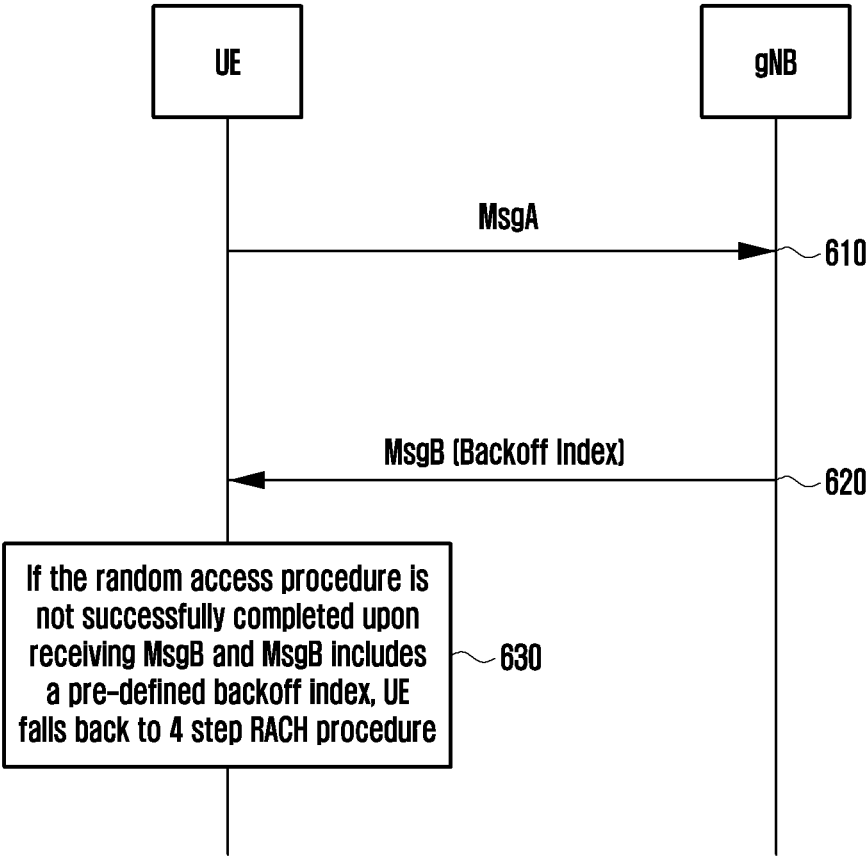 UE
gNB
MsgA
610
MsgB (Backoff Index)
620
If the random access procedure is
not successfully completed upon
receiving MsgB and MsgB includes
a pre-defined backoff index, UE
falls back to 4 step RACH procedure
630